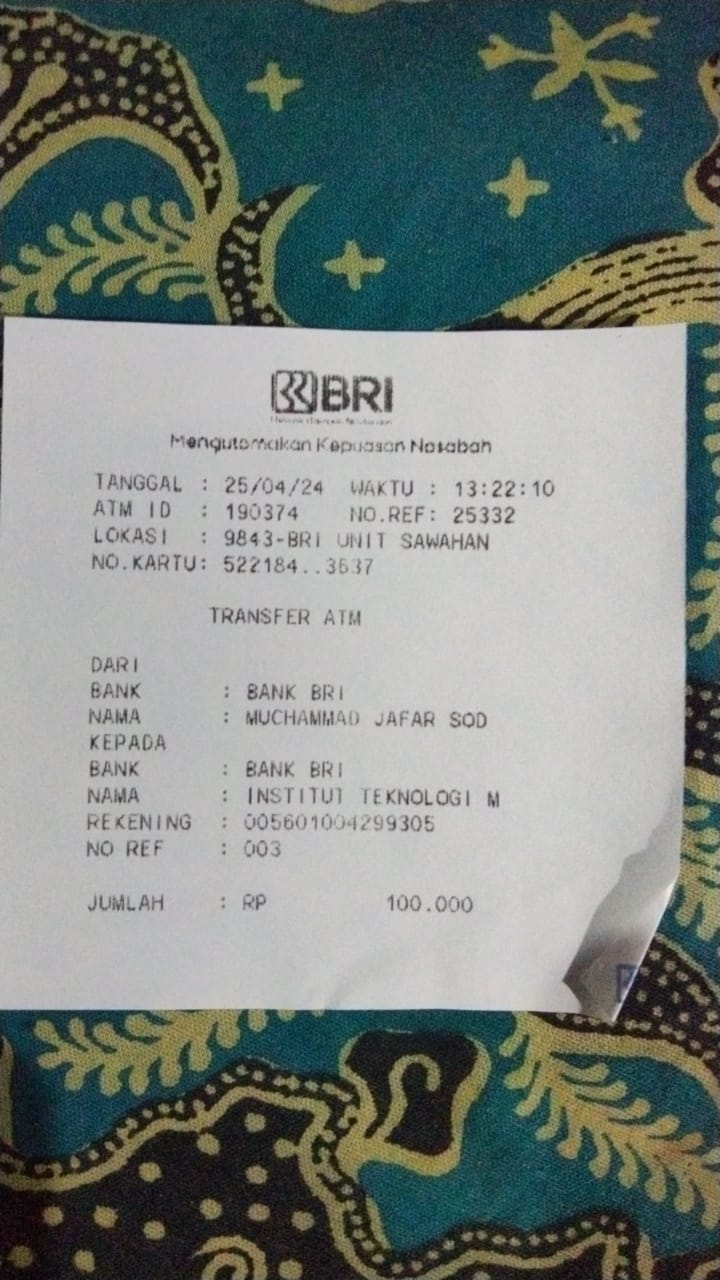 BRI
Mengutamakan Kepuasan Nasabah
TANGGAL : 25/04/24 WAKTU : 13:22:10
ATM ID : 190374 NO.REF: 25332
LOKASI : 9843-BRI UNIT SAWAHAN
NO.KARTU: 522184..3637
TRANSFER ATM
DARI
BANK : BANK BRI
NAMA : MUCHAMMAD JAFAR SOD
KEPADA
BANK : BANK BRI
NAMA : INSTITUT TEKNOLOGI M
REKENING : 005601004299305
NO REF : 003
JUMLAH : RP 100.000